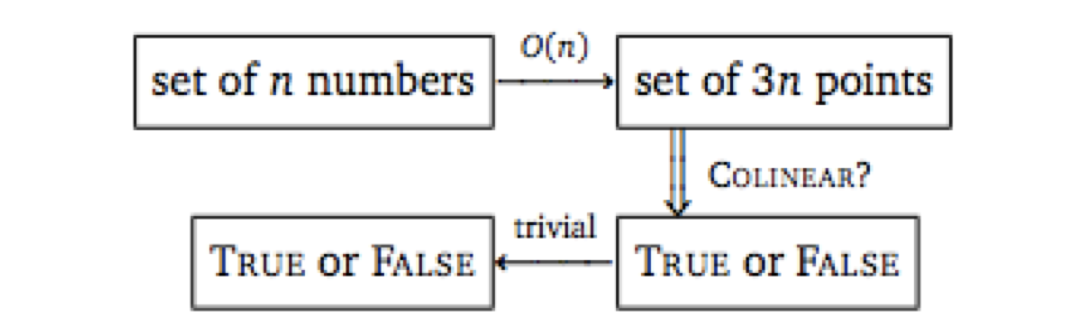 O(n)
set of n numbers
set of 3n points
COLINEAR?
trivial
TRUE or FALSE
TRUE or FALSE